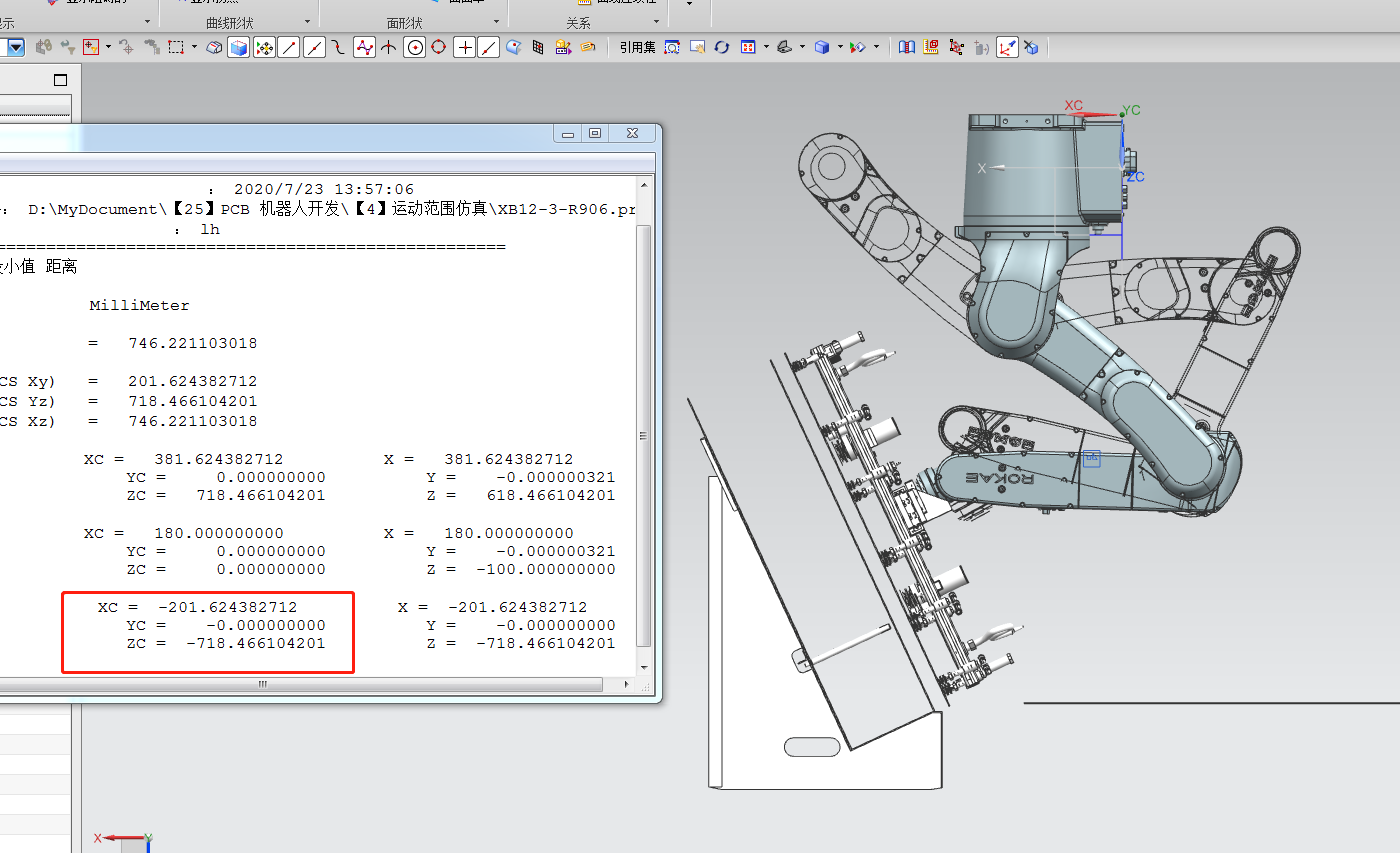 曲线形状
面形状
关系
引用集
: 2020/7/23 13:57:06
: D:\MyDocument\【25】PCB 机器人开发\【4】运动范围仿真\XB12-3-R906.pr
: lh
====================================================
小值 距离
MilliMeter
= 746.221103018
CS Xy) = 201.624382712
CS Yz) = 718.466104201
CS Xz) = 746.221103018
XC = 381.624382712 X = 381.624382712
YC = 0.000000000 Y = -0.000000321
ZC = 718.466104201 Z = 618.466104201
XC = 180.000000000 X = 180.000000000
YC = 0.000000000 Y = -0.000000321
ZC = 0.000000000 Z = -100.000000000
XC = -201.624382712 X = -201.624382712
YC = -0.000000000 Y = -0.000000000
ZC = -718.466104201 Z = -718.466104201
XC
YC
X
ZC
ROKAE
ROKAE
ROKAE
X
Y